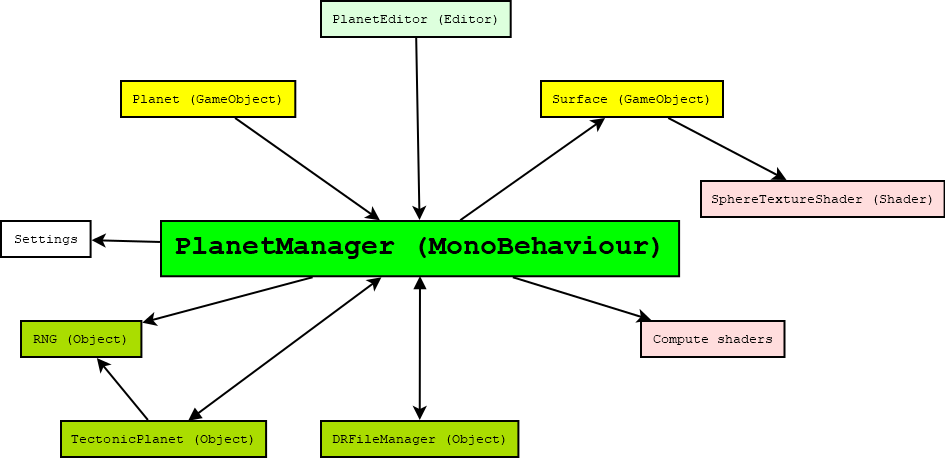 PlanetEditor (Editor)
Planet (GameObject)
Surface (GameObject)
SphereTextureShader (Shader)
Settings
PlanetManager (MonoBehaviour)
RNG (Object)
Compute shaders
TectonicPlanet (Object)
DRFileManager (Object)